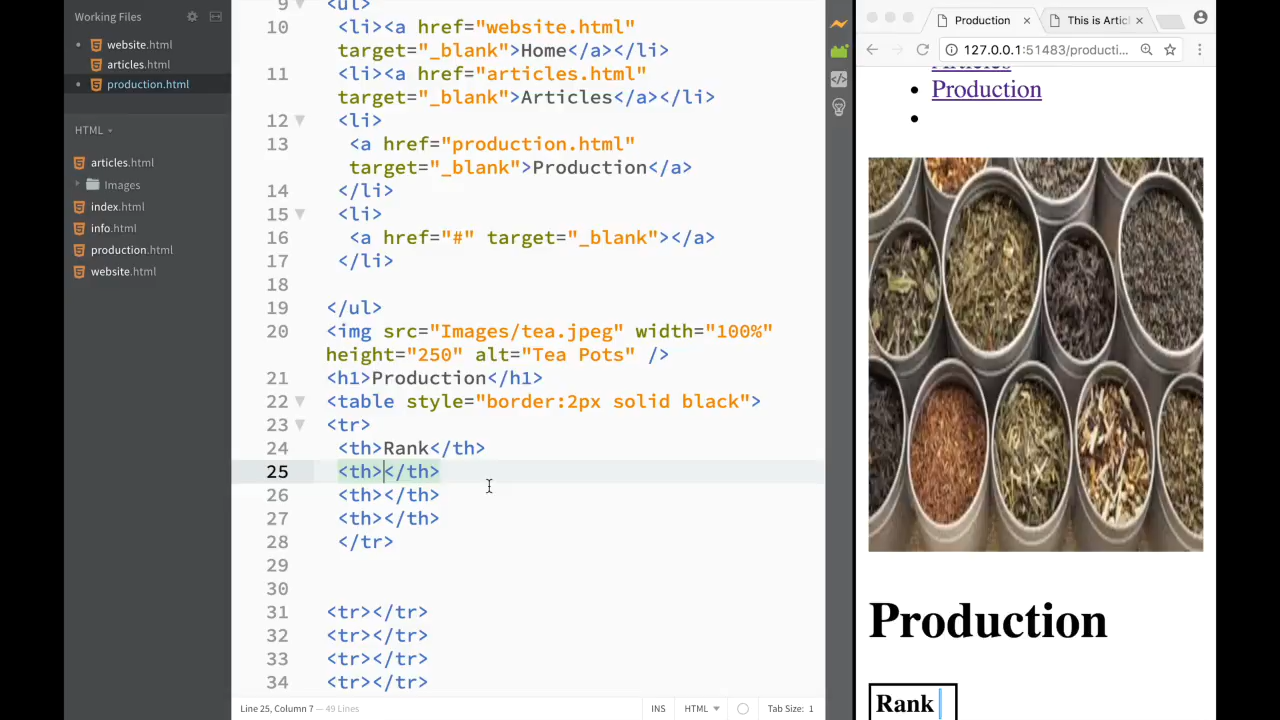 Working Files
website.html
articles.html
production.html
HTML
articles.html
Images
index.html
info.html
production.html
website.html
9 <ul>
10 <li><a href="website.html"
target="_blank">Home</a></li>
11 <li><a href="articles.html"
target="_blank">Articles</a></li>
12 <li>
13 <a href="production.html"
target="_blank">Production</a>
14 </li>
15 <li>
16 <a href="#" target="_blank"></a>
17 </li>
18
19 </ul>
20 <img src="Images/tea.jpeg" width="100%"
height="250" alt="Tea Pots" />
21 <h1>Production</h1>
22 <table style="border:2px solid black">
23 <tr>
24 <th>Rank</th>
25 <th></th>
26 <th></th>
27 <th></th>
28 </tr>
29
30
31 <tr></tr>
32 <tr></tr>
33 <tr></tr>
34 <tr></tr>
Line 25, Column 7 — 49 Lines
INS HTML Tab Size: 1
Production × This is Artic ×
127.0.0.1:51483/producti...
Articles
Production
Production
Rank